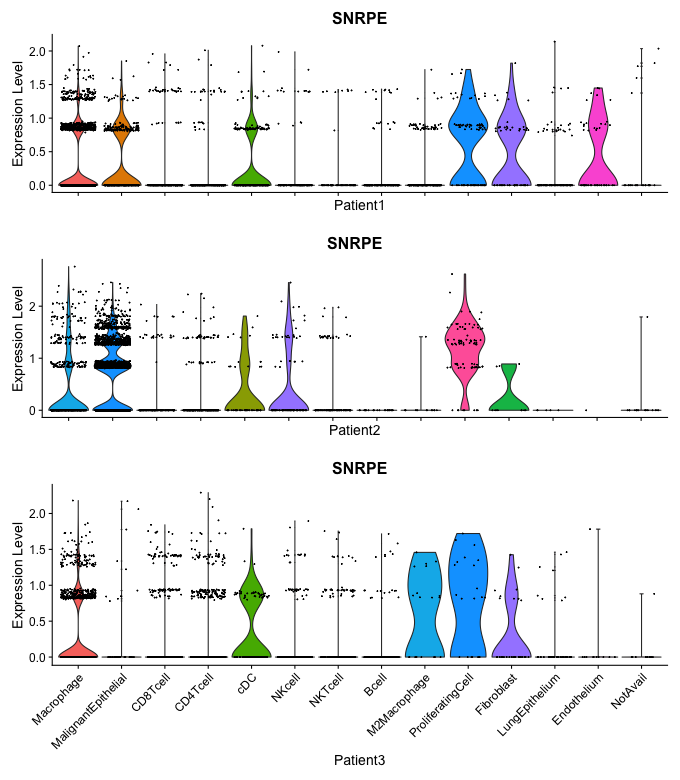 SNRPE
Expression Level
2.0
1.5
1.0
0.5
0.0
Patient1
SNRPE
Expression Level
2
1
0
Patient2
SNRPE
Expression Level
2.0
1.5
1.0
0.5
0.0
Macrophage
MalignantEpithelial
CD8Tcell
CD4Tcell
cDC
NKcell
NKTcell
Bcell
M2Macrophage
ProliferatingCell
Fibroblast
LungEpithelium
Endothelium
NotAvail
Patient3